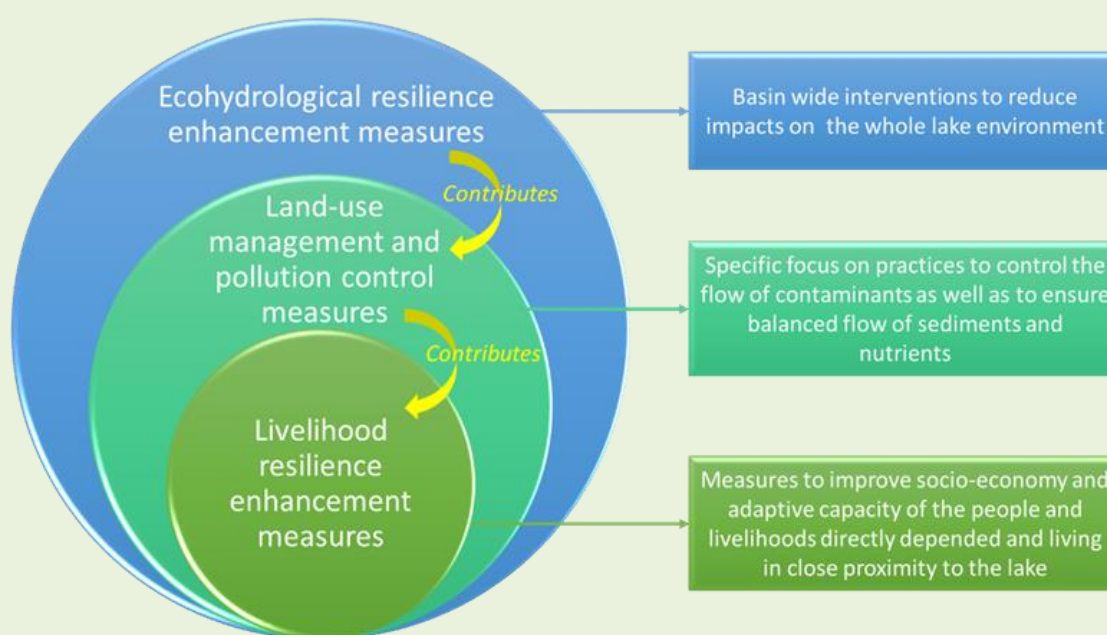 Ecohydrological resilience
enhancement measures
Contributes
Land-use
management and
pollution control
measures
Contributes
Livelihood
resilience
enhancement
measures
Basin wide interventions to reduce
impacts on the whole lake environment
Specific focus on practices to control the
flow of contaminants as well as to ensure
balanced flow of sediments and
nutrients
Measures to improve socio-economy and
adaptive capacity of the people and
livelihoods directly depended and living
in close proximity to the lake